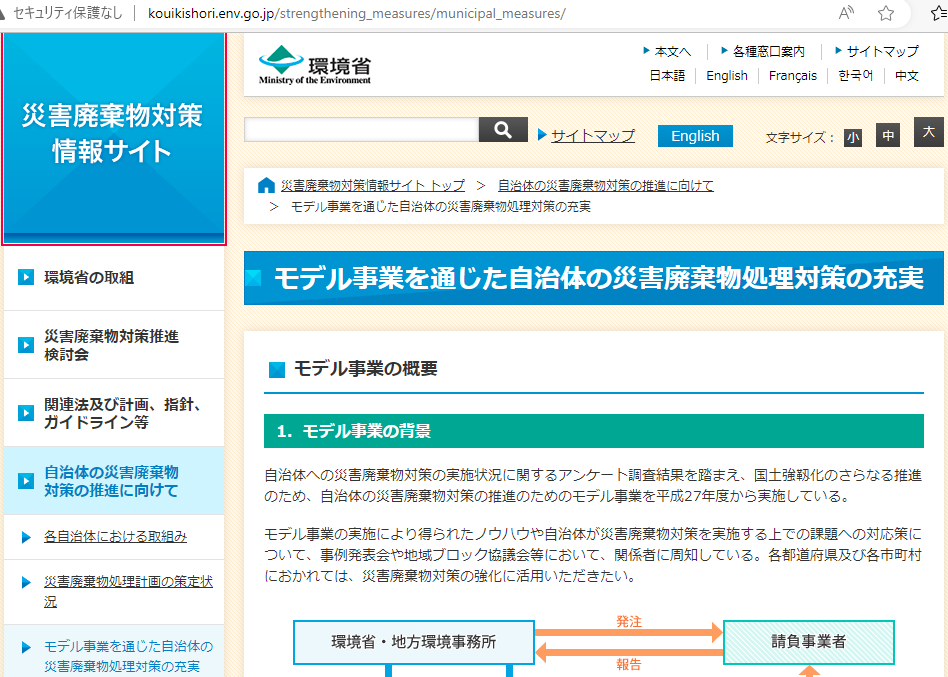 セキュリティ保護なし
kouikishori.env.go.jp/strengthening_measures/municipal_measures/
災害廃棄物対策
情報サイト
環境省
Ministry of the Environment
本文へ
各種窓口案内
サイトマップ
日本語
English
Français
한국어
中文
サイトマップ
English
文字サイズ：
小
中
大
災害廃棄物対策情報サイト トップ ＞ 自治体の災害廃棄物対策の推進に向けて
＞ モデル事業を通じた自治体の災害廃棄物処理対策の充実
環境省の取組
災害廃棄物対策推進
検討会
関連法及び計画、指針、
ガイドライン等
自治体の災害廃棄物
対策の推進に向けて
各自治体における取組み
災害廃棄物処理計画の策定状
況
モデル事業を通じた自治体の
災害廃棄物処理対策の充実
モデル事業を通じた自治体の災害廃棄物処理対策の充実
モデル事業の概要
1. モデル事業の背景
自治体への災害廃棄物対策の実施状況に関するアンケート調査結果を踏まえ、国土強靱化のさらなる推進
のため、自治体の災害廃棄物対策の推進のためのモデル事業を平成27年度から実施している。
モデル事業の実施により得られたノウハウや自治体が災害廃棄物対策を実施する上での課題への対応策に
ついて、事例発表会や地域ブロック協議会等において、関係者に周知している。各都道府県及び各市町村
におかれては、災害廃棄物対策の強化に活用いただきたい。
環境省・地方環境事務所
発注
報告
請負事業者